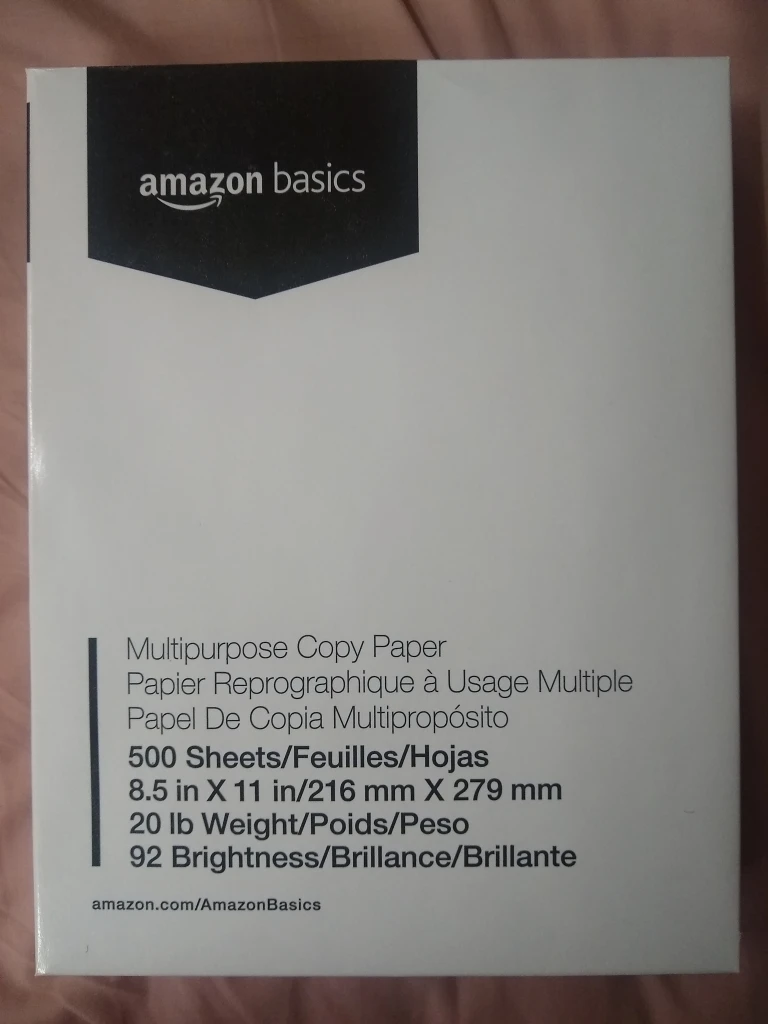 amazon basics
Multipurpose Copy Paper
Papier Reprographique à Usage Multiple
Papel De Copia Multipropósito
500 Sheets/Feuilles/Hojas
8.5 in X 11 in/216 mm X 279 mm
20 lb Weight/Poids/Peso
92 Brightness/Brillance/Brillante
amazon.com/AmazonBasics